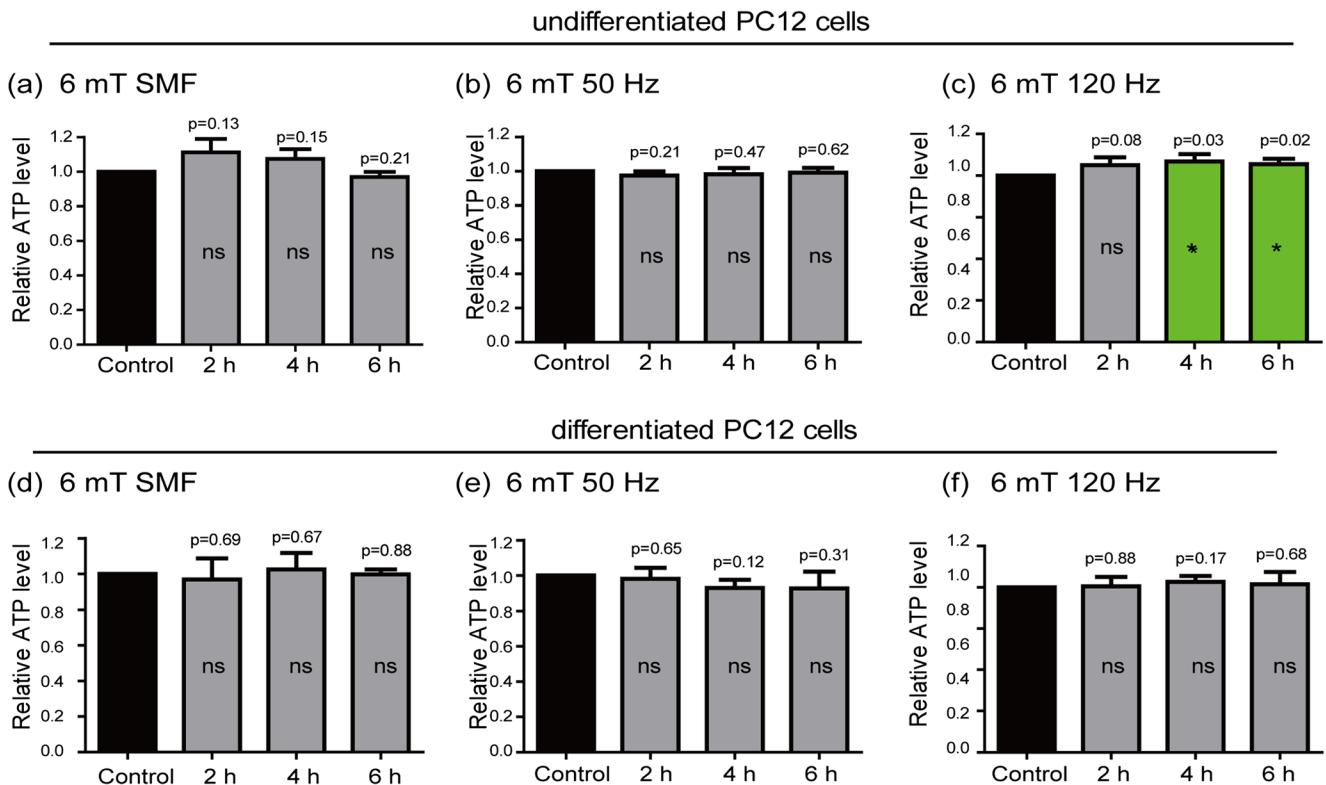 undifferentiated PC12 cells
(a) 6 mT SMF
Relative ATP level
1.2
1.0
0.8
0.6
0.4
0.2
0.0
p=0.13
p=0.15
p=0.21
ns
ns
ns
Control 2 h 4 h 6 h
(b) 6 mT 50 Hz
Relative ATP level
1.2
1.0
0.8
0.6
0.4
0.2
0.0
p=0.21
p=0.47
p=0.62
ns
ns
ns
Control 2 h 4 h 6 h
(c) 6 mT 120 Hz
Relative ATP level
1.2
1.0
0.8
0.6
0.4
0.2
0.0
p=0.08
p=0.03
p=0.02
ns
*
*
Control 2 h 4 h 6 h
differentiated PC12 cells
(d) 6 mT SMF
Relative ATP level
1.2
1.0
0.8
0.6
0.4
0.2
0.0
p=0.69
p=0.67
p=0.88
ns
ns
ns
Control 2 h 4 h 6 h
(e) 6 mT 50 Hz
Relative ATP level
1.2
1.0
0.8
0.6
0.4
0.2
0.0
p=0.65
p=0.12
p=0.31
ns
ns
ns
Control 2 h 4 h 6 h
(f) 6 mT 120 Hz
Relative ATP level
1.2
1.0
0.8
0.6
0.4
0.2
0.0
p=0.88
p=0.17
p=0.68
ns
ns
ns
Control 2 h 4 h 6 h